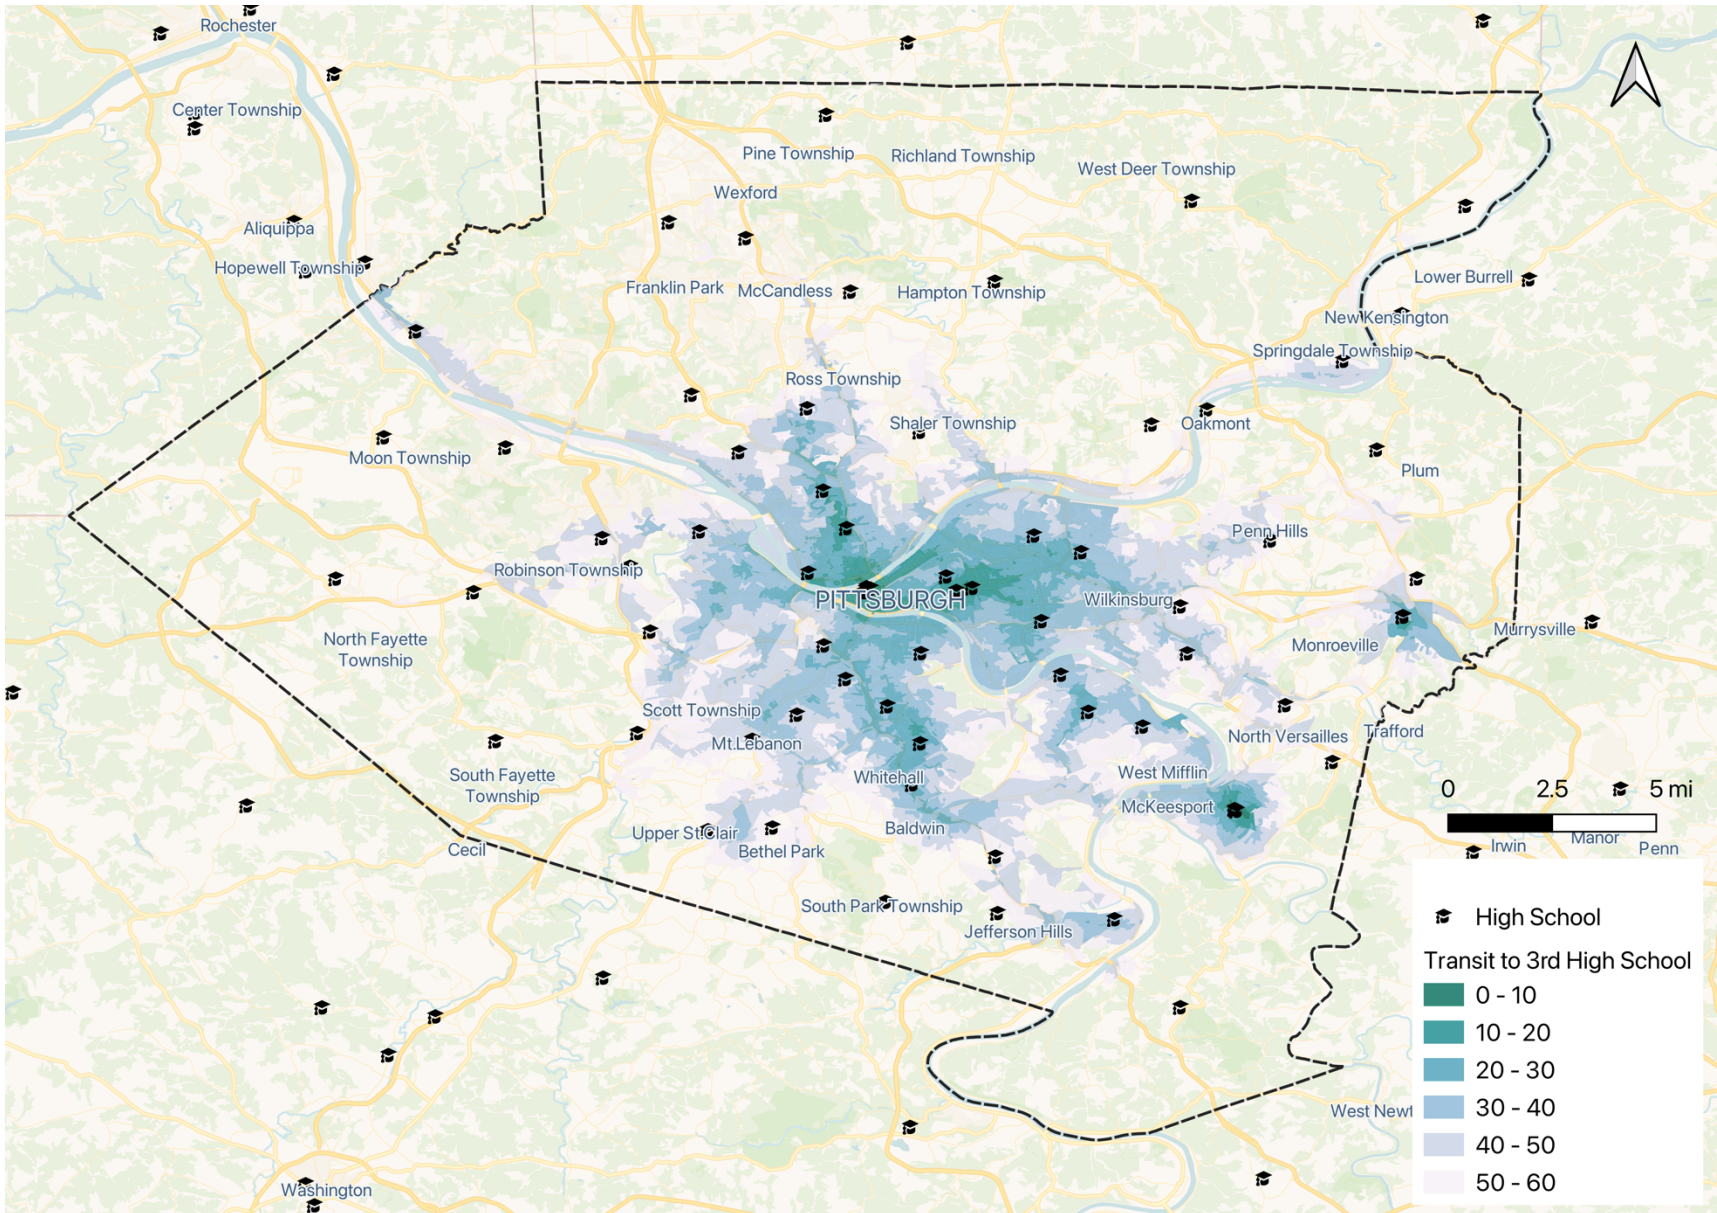 Rochester
Center Township
Pine Township
Richland Township
West Deer Township
Wexford
Aliquippa
Hopewell Township
Franklin Park
McCandless
Hampton Township
Lower Burrell
New Kensington
Springdale Township
Ross Township
Shaler Township
Oakmont
Moon Township
Plum
Penn Hills
Robinson Township
PITTSBURGH
Wilkinsburg
North Fayette
Township
Monroeville
Murrysville
Scott Township
Mt.Lebanon
North Versailles
Trafford
South Fayette
Township
Whitehall
West Mifflin
McKeesport
0 2.5 5 mi
Upper St.Clair
Baldwin
Bethel Park
Cecil
Irwin
Manor
Penn
South Park Township
Jefferson Hills
High School
Transit to 3rd High School
0 - 10
10 - 20
20 - 30
30 - 40
40 - 50
50 - 60
West Newt
Washington